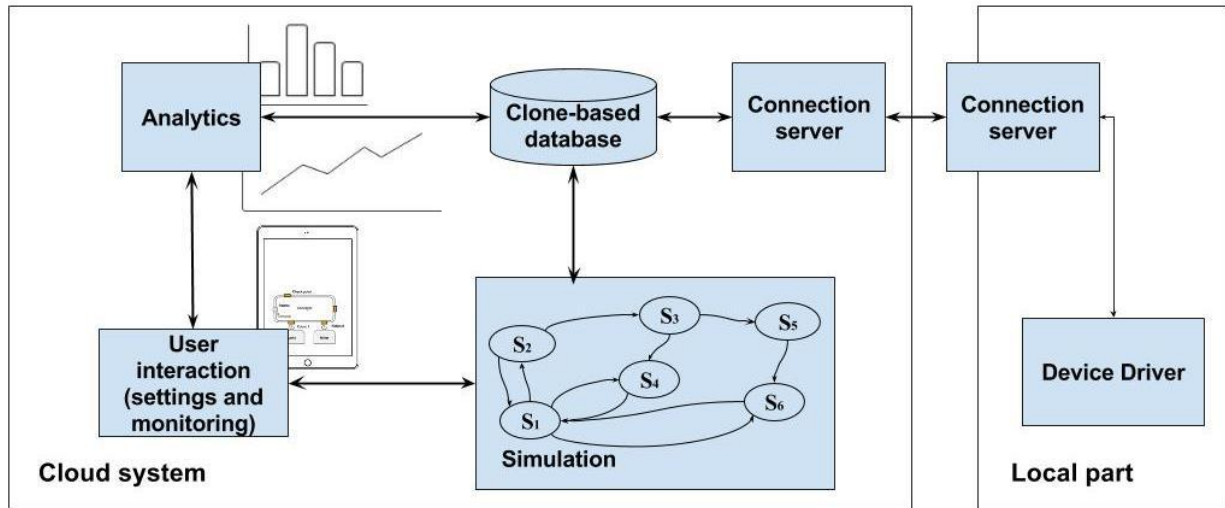 Analytics
Clone-based
database
Connection
server
Connection
server
User
interaction
(settings and
monitoring)
S1
S2
S3
S4
S5
S6
Simulation
Device Driver
Cloud system
Local part